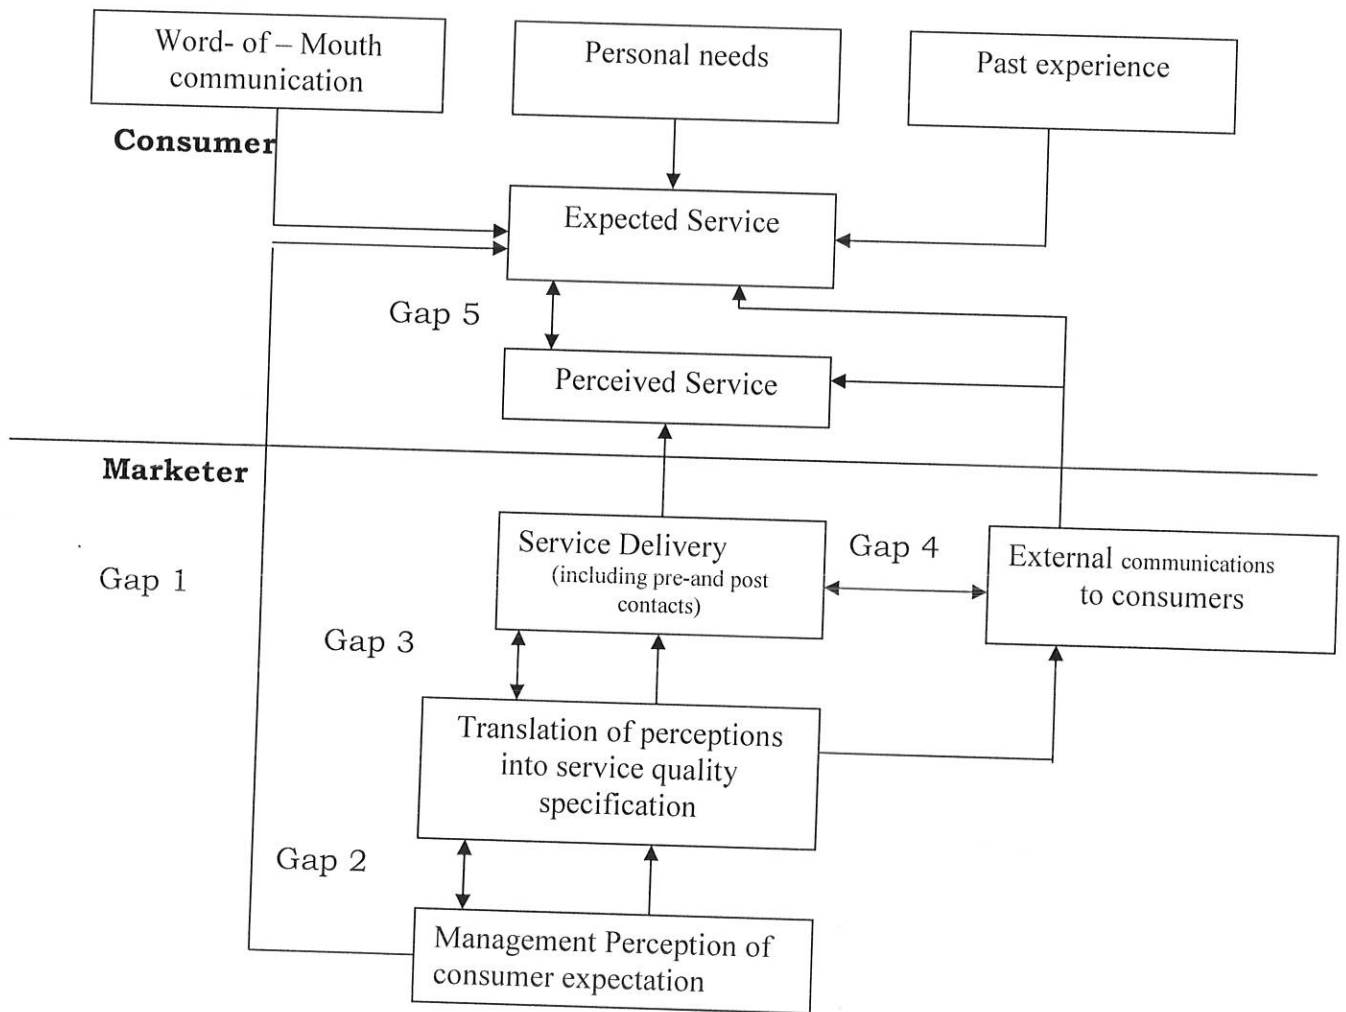 Word- of – Mouth
communication
Personal needs
Past experience
Consumer
Expected Service
Gap 5
Perceived Service
Marketer
Service Delivery
(including pre-and post
contacts)
Gap 4
External communications
to consumers
Gap 1
Gap 3
Translation of perceptions
into service quality
specification
Gap 2
Management Perception of
consumer expectation